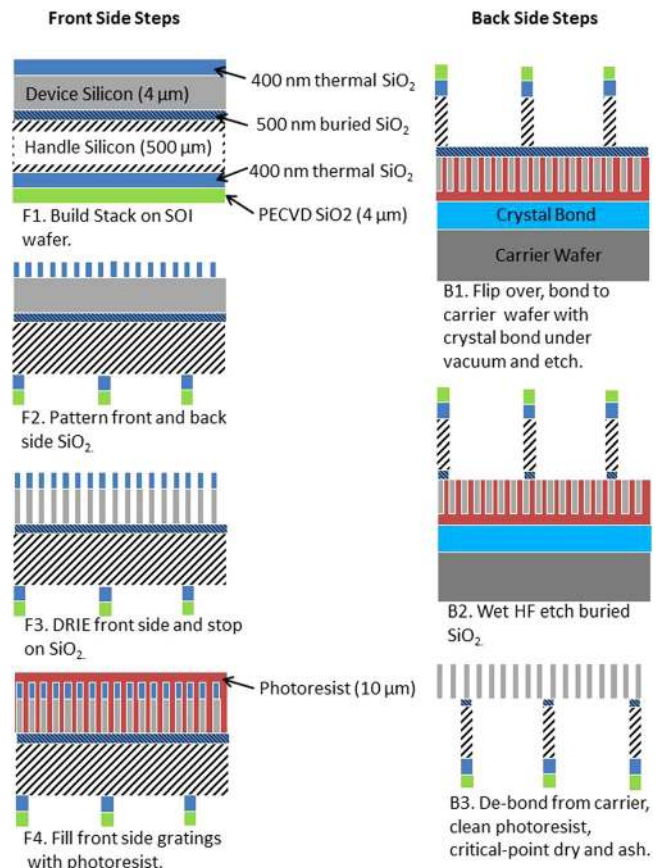 Front Side Steps
Device Silicon (4 µm)
Handle Silicon (500 µm)
400 nm thermal SiO₂
500 nm buried SiO₂
400 nm thermal SiO₂
PECVD SiO2 (4 µm)
F1. Build Stack on SOI
wafer.
F2. Pattern front and back
side SiO₂.
F3. DRIE front side and stop
on SiO₂.
Photoresist (10 µm)
F4. Fill front side gratings
with photoresist.
Back Side Steps
Crystal Bond
Carrier Wafer
B1. Flip over, bond to
carrier wafer with
crystal bond under
vacuum and etch.
B2. Wet HF etch buried
SiO₂.
B3. De-bond from carrier,
clean photoresist,
critical-point dry and ash.